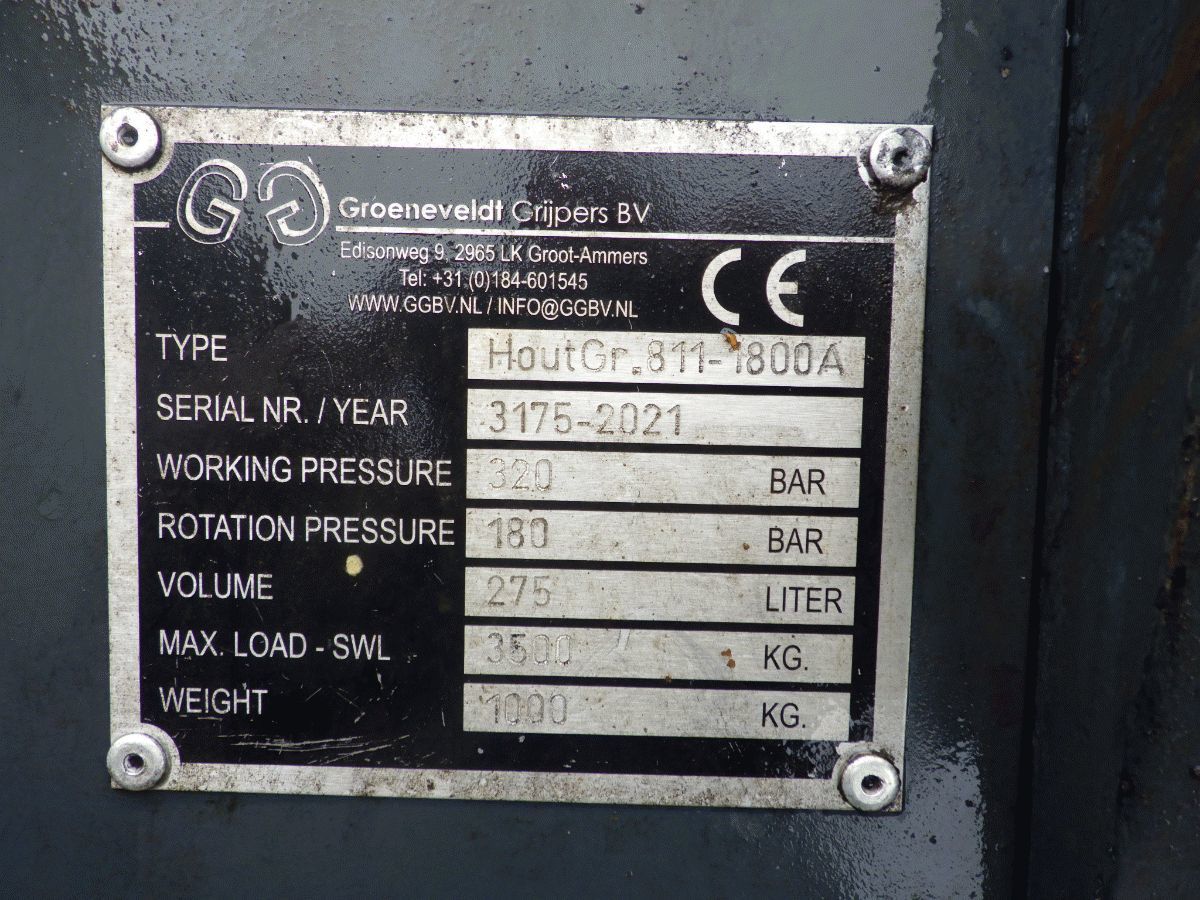 GG Groeneveldt Grijpers BV
Edisonweg 9, 2965 LK Groot-Ammers
Tel: +31 (0)184-601545
WWW.GGBV.NL / INFO@GGBV.NL
CE
TYPE HoutGr.811-1800A
SERIAL NR. / YEAR 3175-2021
WORKING PRESSURE 320 BAR
ROTATION PRESSURE 180 BAR
VOLUME 275 LITER
MAX. LOAD - SWL 3500 KG.
WEIGHT 1000 KG.